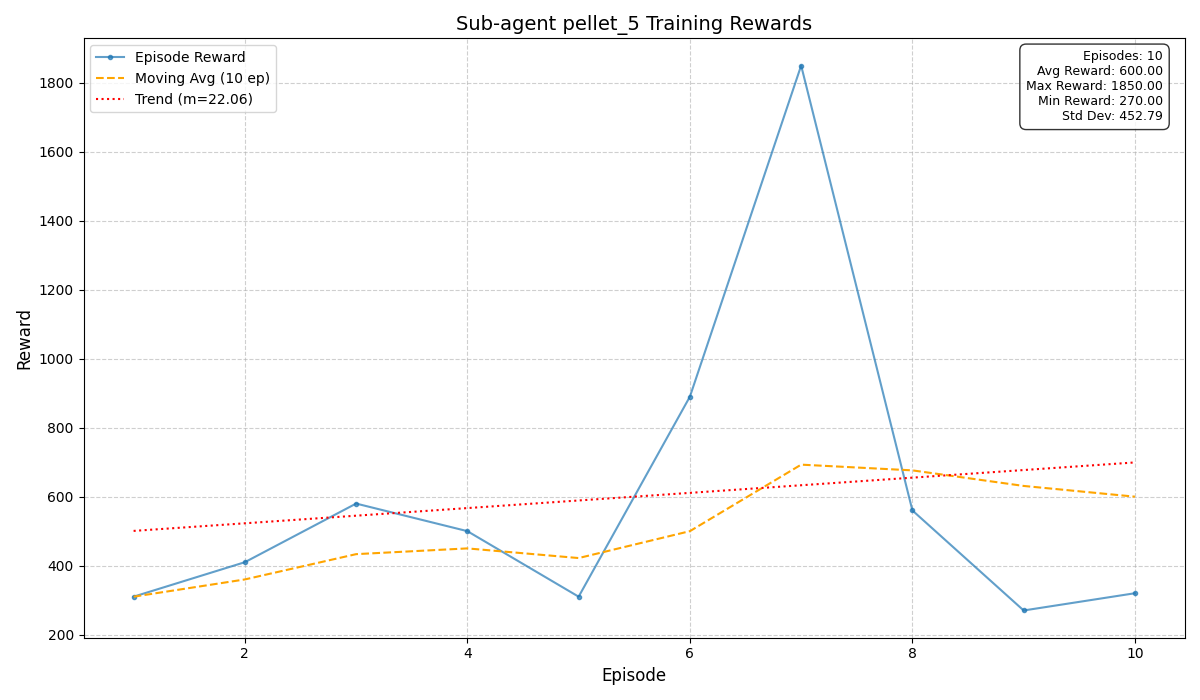 Sub-agent pellet_5 Training Rewards
Episode Reward
Moving Avg (10 ep)
Trend (m=22.06)
Episodes: 10
Avg Reward: 600.00
Max Reward: 1850.00
Min Reward: 270.00
Std Dev: 452.79
Reward
1800
1600
1400
1200
1000
800
600
400
200
2 4 6 8 10
Episode